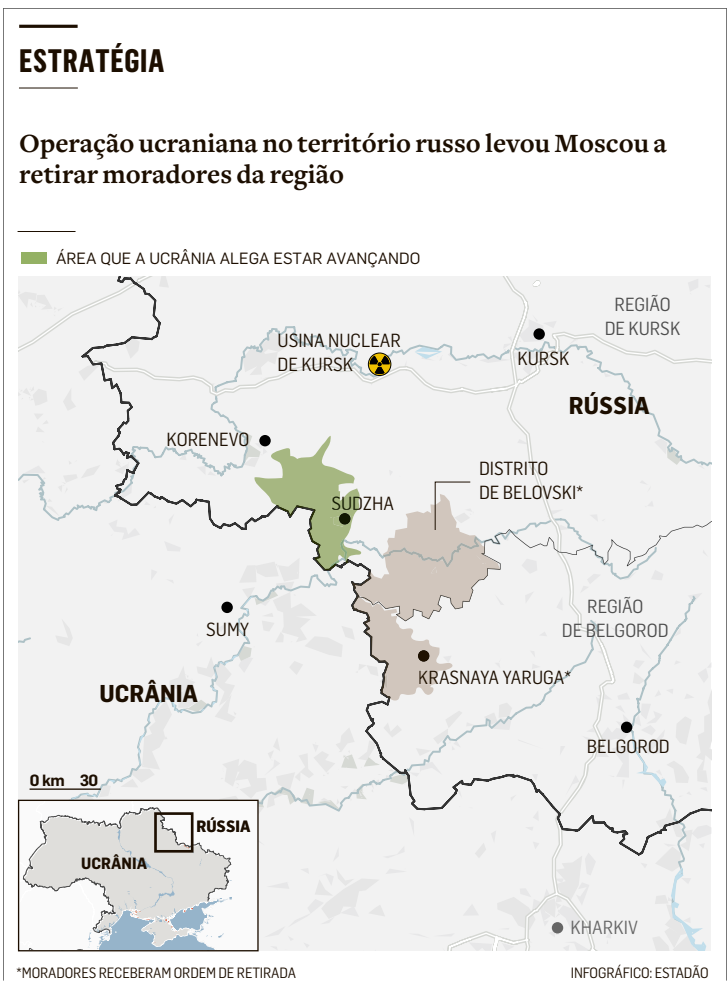 ESTRATÉGIA
Operação ucraniana no território russo levou Moscou a
retirar moradores da região
ÁREA QUE A UCRÂNIA ALEGA ESTAR AVANÇANDO
REGIÃO
DE KURSK
USINA NUCLEAR
DE KURSK
KURSK
RÚSSIA
KORENEVO
DISTRITO
DE BELOVSKI*
SUDZHA
SUMY
REGIÃO
DE BELGOROD
KRASNAYA YARUGA*
UCRÂNIA
BELGOROD
0 km 30
RÚSSIA
UCRÂNIA
KHARKIV
*MORADORES RECEBERAM ORDEM DE RETIRADA
INFOGRÁFICO: ESTADÃO